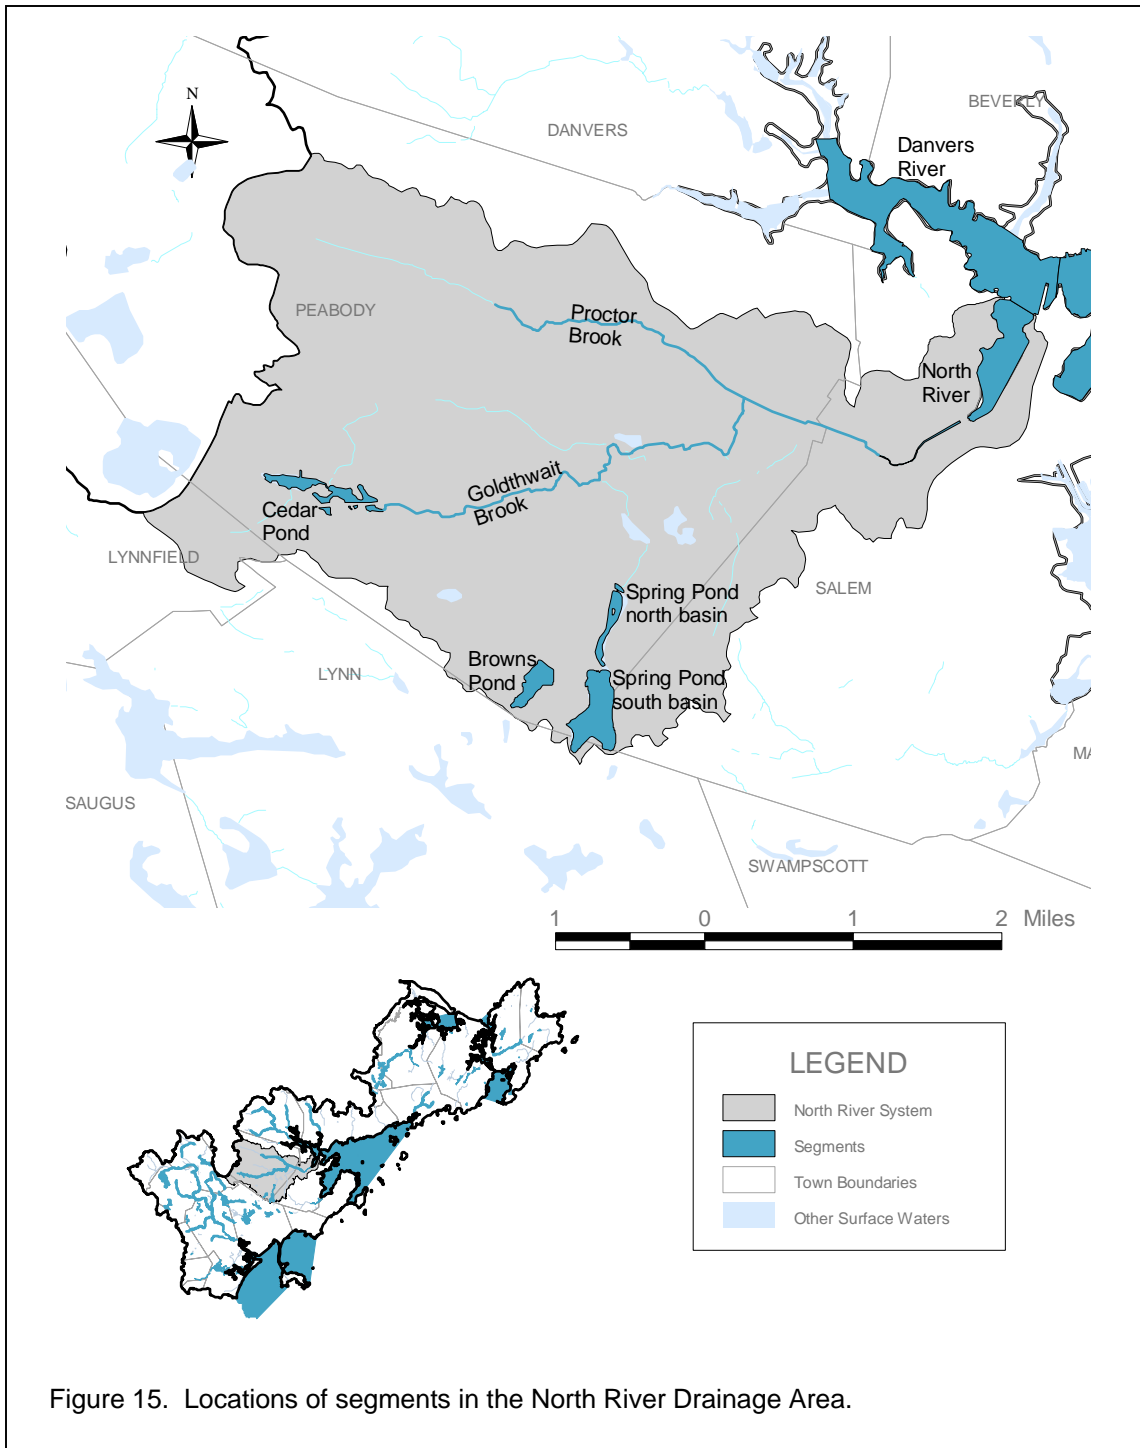 N
DANVERS
BEVERLY
Danvers
River
PEABODY
Proctor
Brook
North
River
Goldthwait
Brook
Cedar
Pond
LYNNFIELD
SALEM
Spring Pond
north basin
Browns
Pond
LYNN
Spring Pond
south basin
MA
SAUGUS
SWAMPSCOTT
1 0 1 2 Miles
LEGEND
North River System
Segments
Town Boundaries
Other Surface Waters
Figure 15. Locations of segments in the North River Drainage Area.